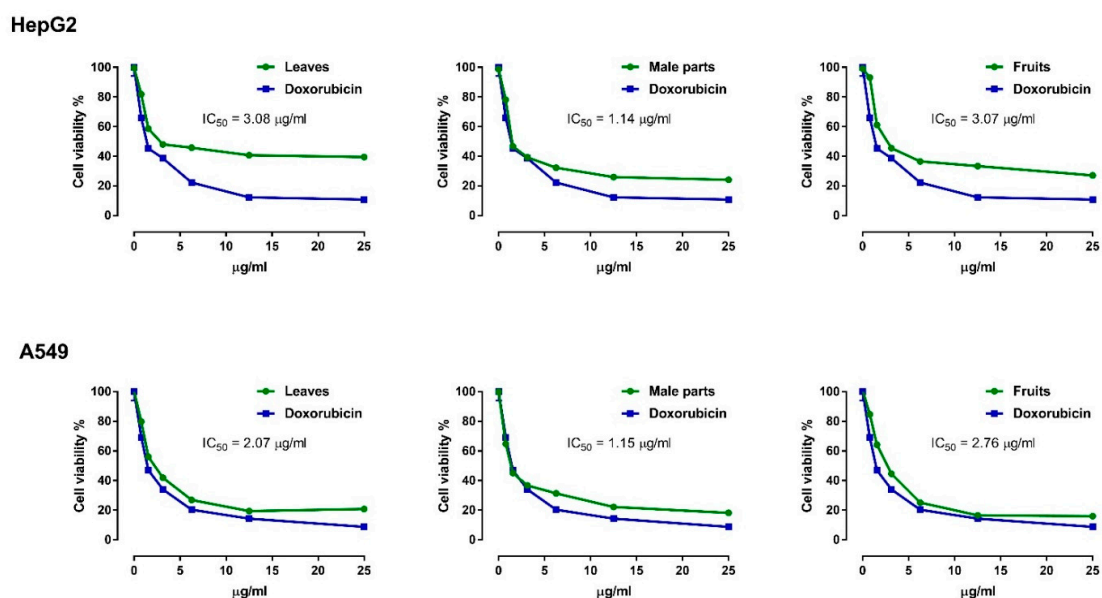 HepG2
Leaves
Doxorubicin
IC50 = 3.08 μg/ml
Cell viability %
100
80
60
40
20
0
0 5 10 15 20 25
μg/ml
Male parts
Doxorubicin
IC50 = 1.14 μg/ml
Cell viability %
100
80
60
40
20
0
0 5 10 15 20 25
μg/ml
Fruits
Doxorubicin
IC50 = 3.07 μg/ml
Cell viability %
100
80
60
40
20
0
0 5 10 15 20 25
μg/ml
A549
Leaves
Doxorubicin
IC50 = 2.07 μg/ml
Cell viability %
100
80
60
40
20
0
0 5 10 15 20 25
μg/ml
Male parts
Doxorubicin
IC50 = 1.15 μg/ml
Cell viability %
100
80
60
40
20
0
0 5 10 15 20 25
μg/ml
Fruits
Doxorubicin
IC50 = 2.76 μg/ml
Cell viability %
100
80
60
40
20
0
0 5 10 15 20 25
μg/ml